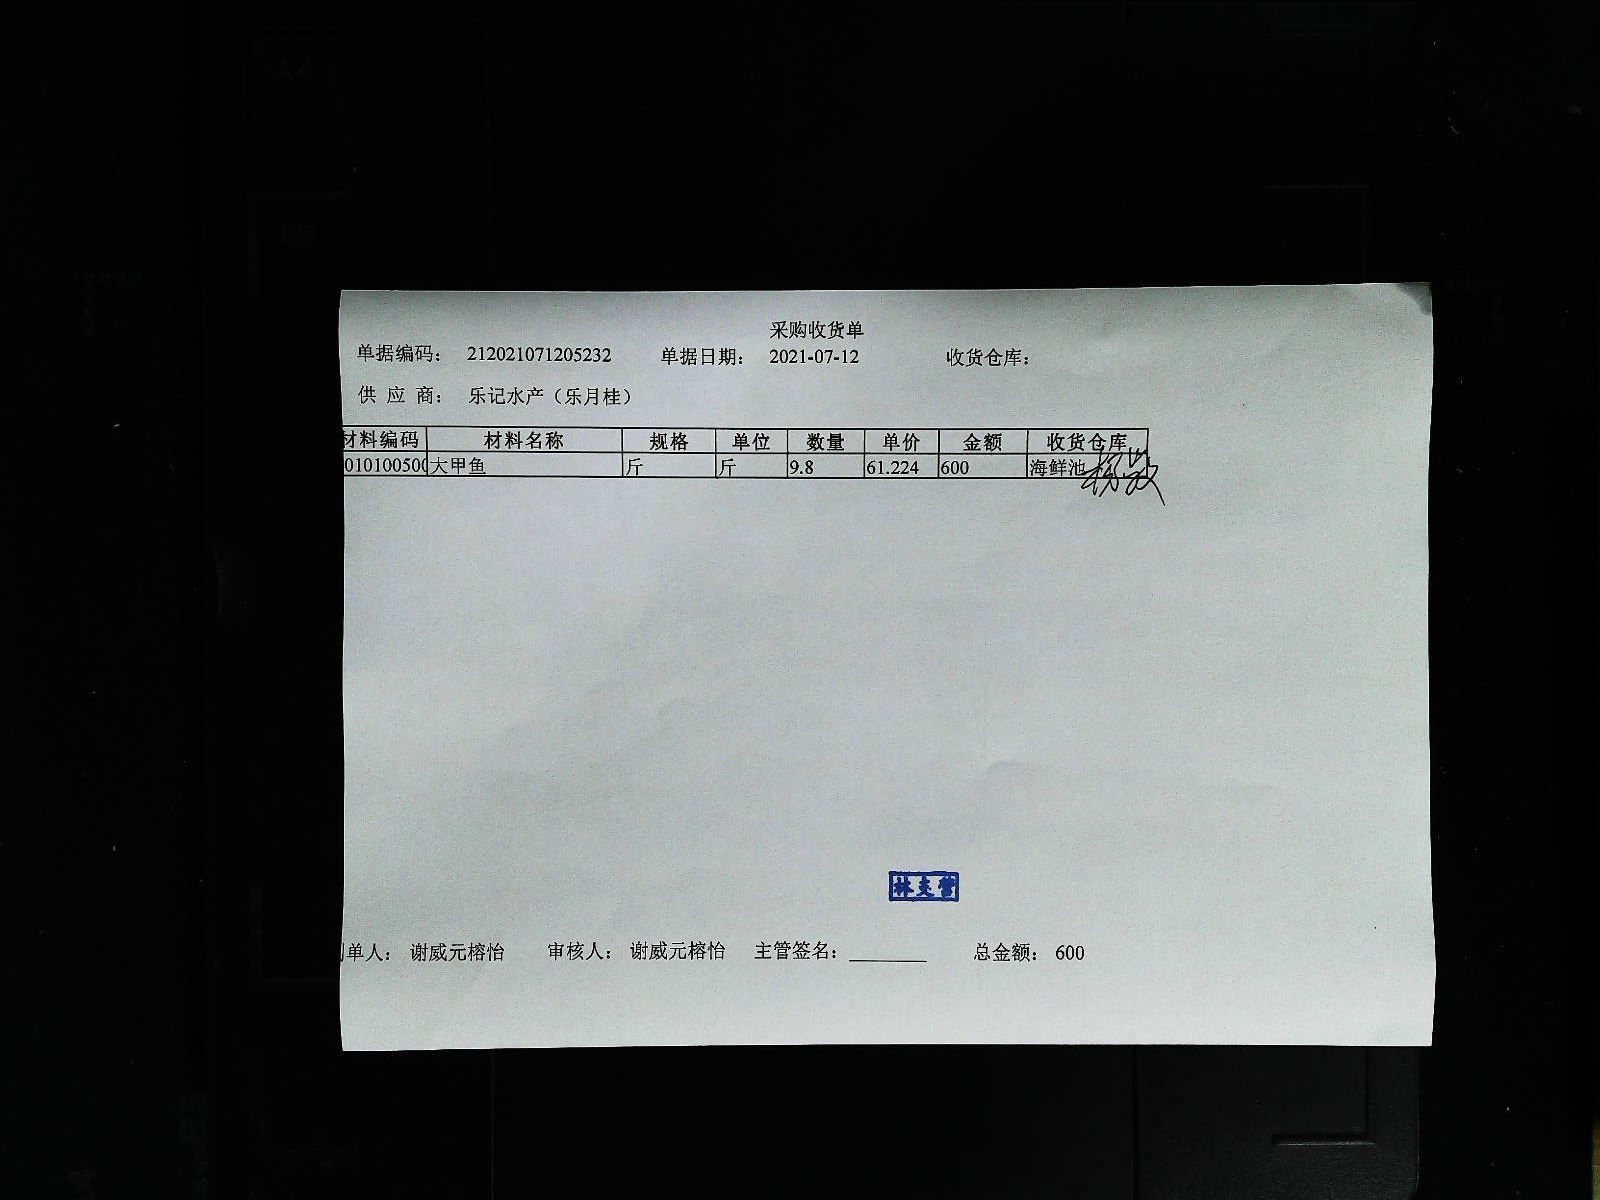 采购收货单
单据编码： 212021071205232 单据日期： 2021-07-12 收货仓库：
供 应 商： 乐记水产（乐月桂）
材料编码 材料名称 规格 单位 数量 单价 金额 收货仓库
010100500 大甲鱼 斤 斤 9.8 61.224 600 海鲜池
林支管
单人： 谢威元榕怡 审核人： 谢威元榕怡 主管签名：________ 总金额： 600